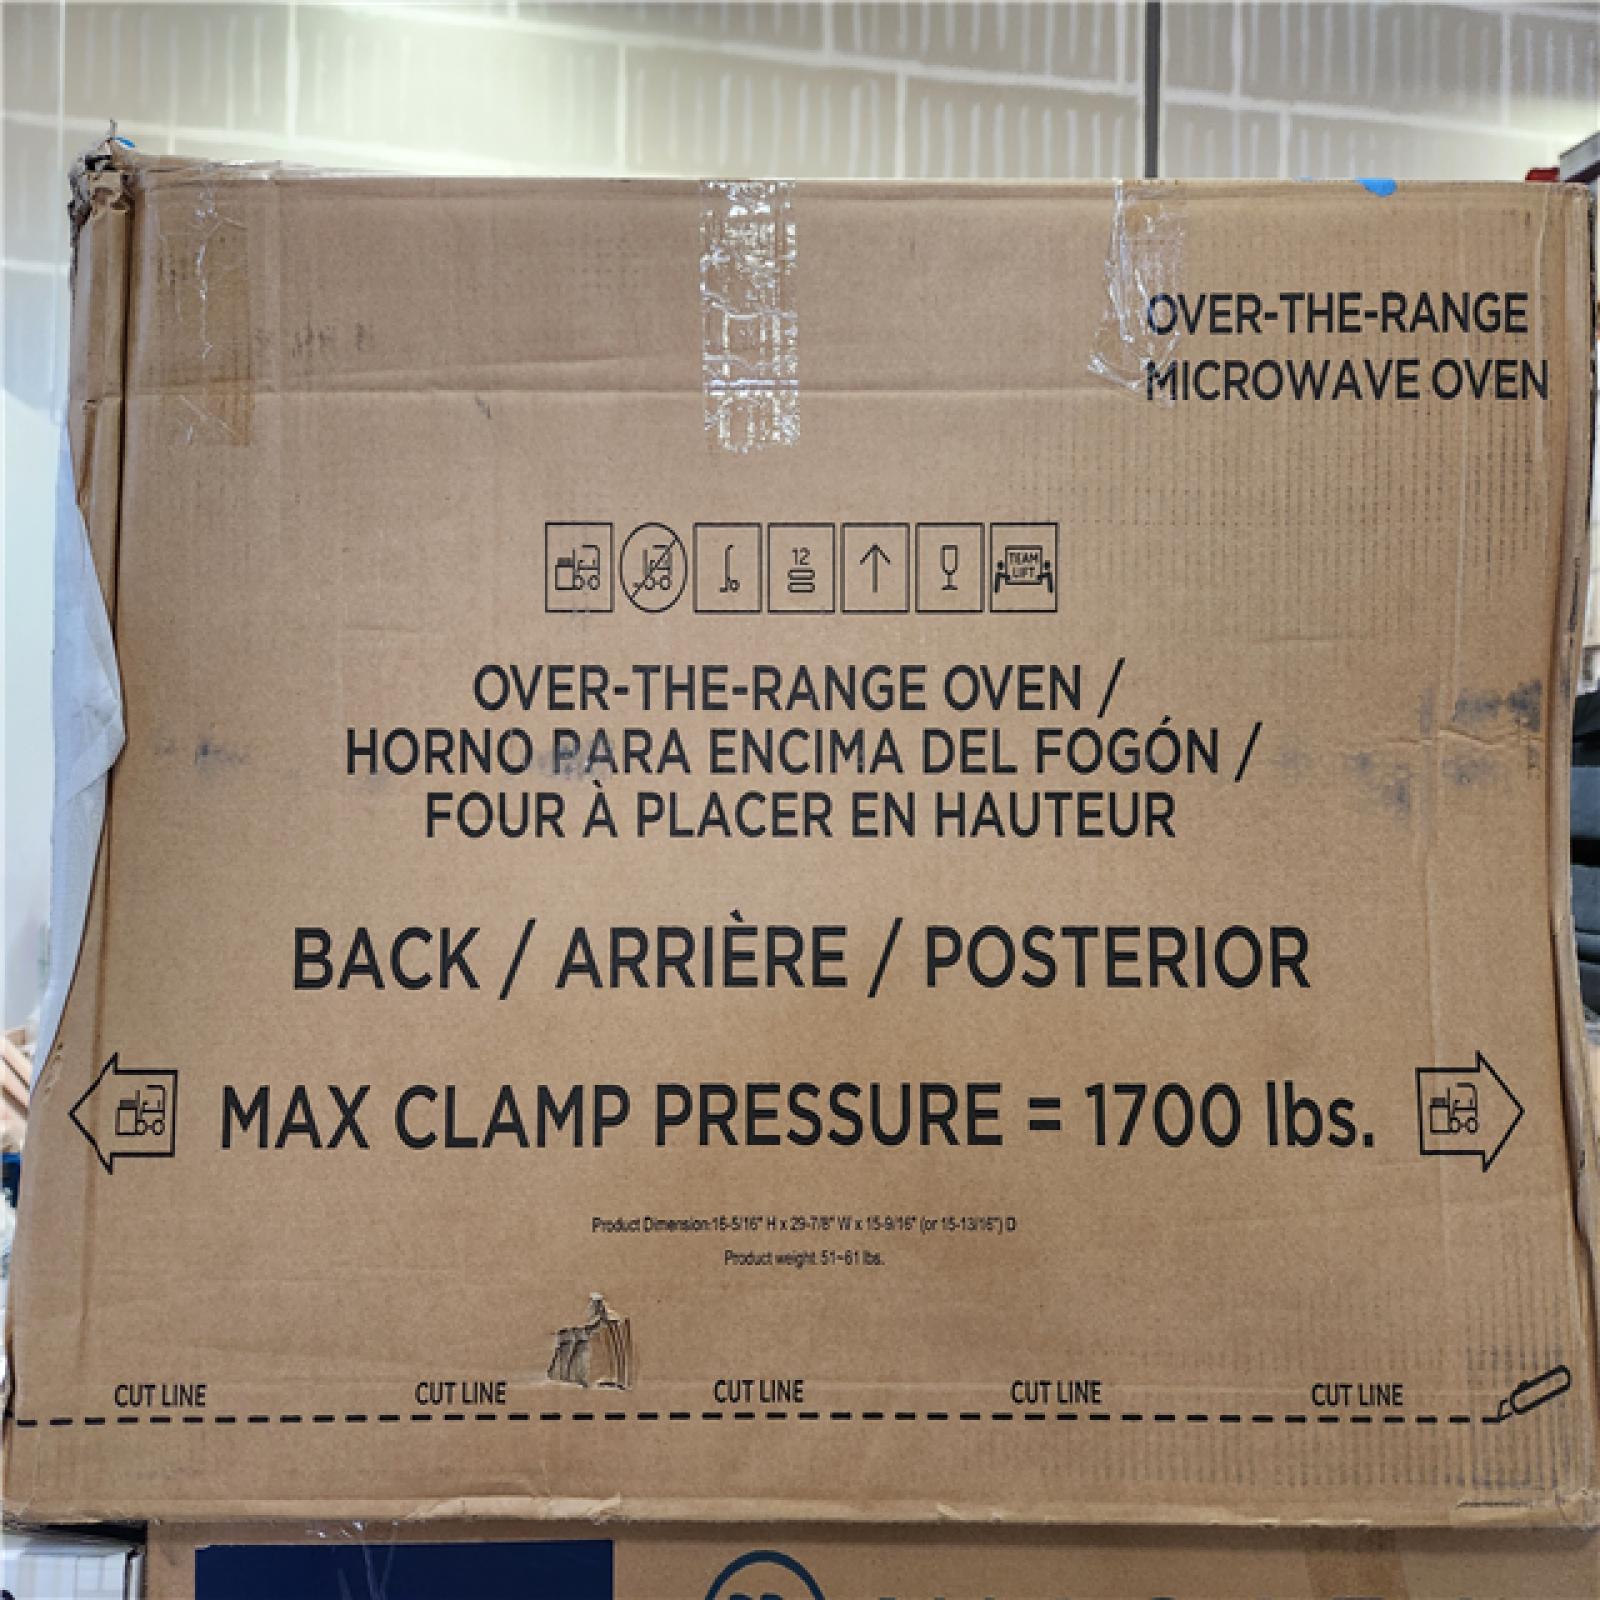 OVER-THE-RANGE
MICROWAVE OVEN
12
TEAM
LIFT
OVER-THE-RANGE OVEN /
HORNO PARA ENCIMA DEL FOGÓN /
FOUR À PLACER EN HAUTEUR
BACK / ARRIÈRE / POSTERIOR
MAX CLAMP PRESSURE = 1700 lbs.
Product Dimension:16-5/16" H x 29-7/8" W x 15-9/16" (or 15-13/16") D
Product weight: 51~61 lbs.
CUT LINE CUT LINE CUT LINE CUT LINE CUT LINE